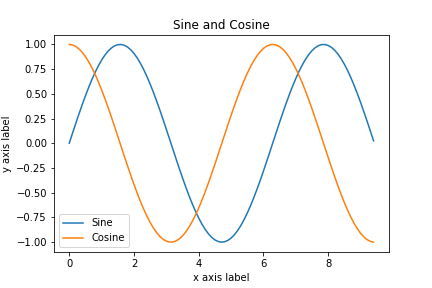 Sine and Cosine
y axis label
1.00
0.75
0.50
0.25
0.00
−0.25
−0.50
−0.75
−1.00
Sine
Cosine
0 2 4 6 8
x axis label